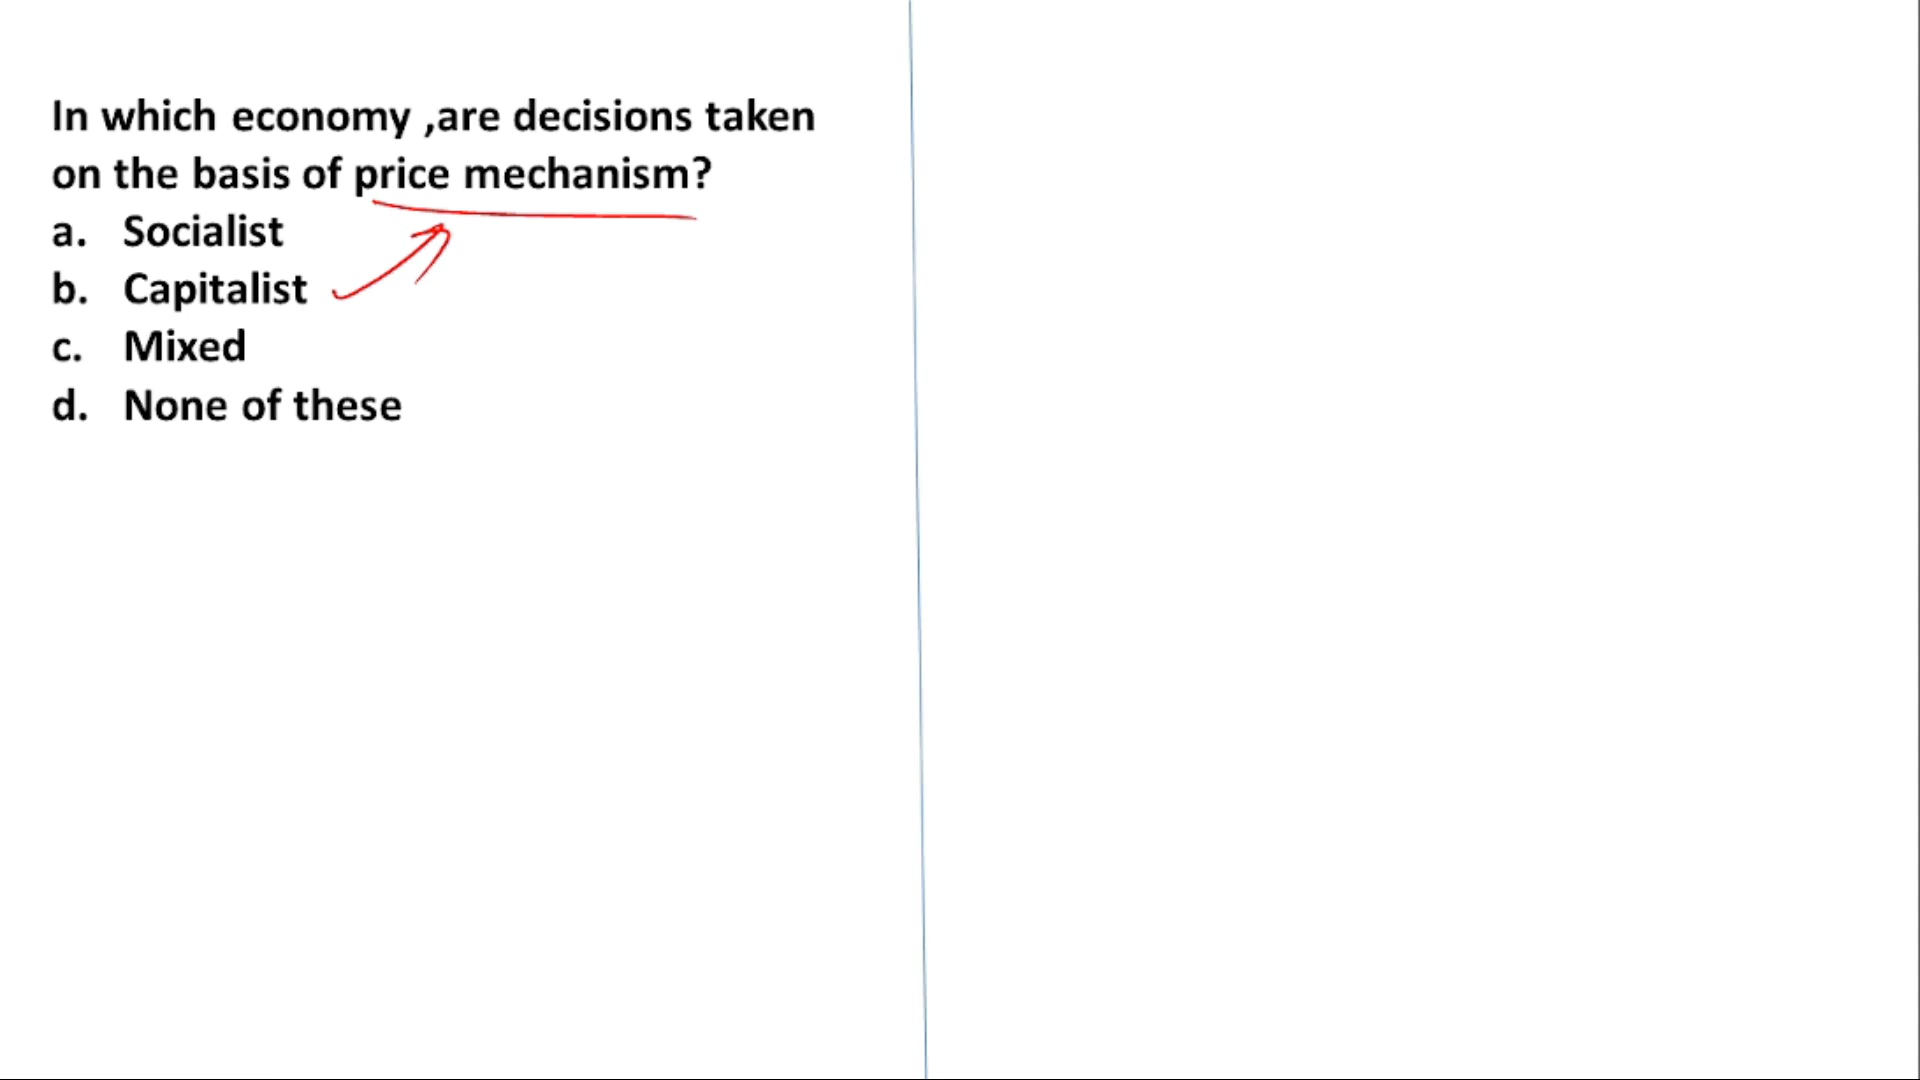 In which economy ,are decisions taken
on the basis of price mechanism?
a. Socialist
b. Capitalist
c. Mixed
d. None of these